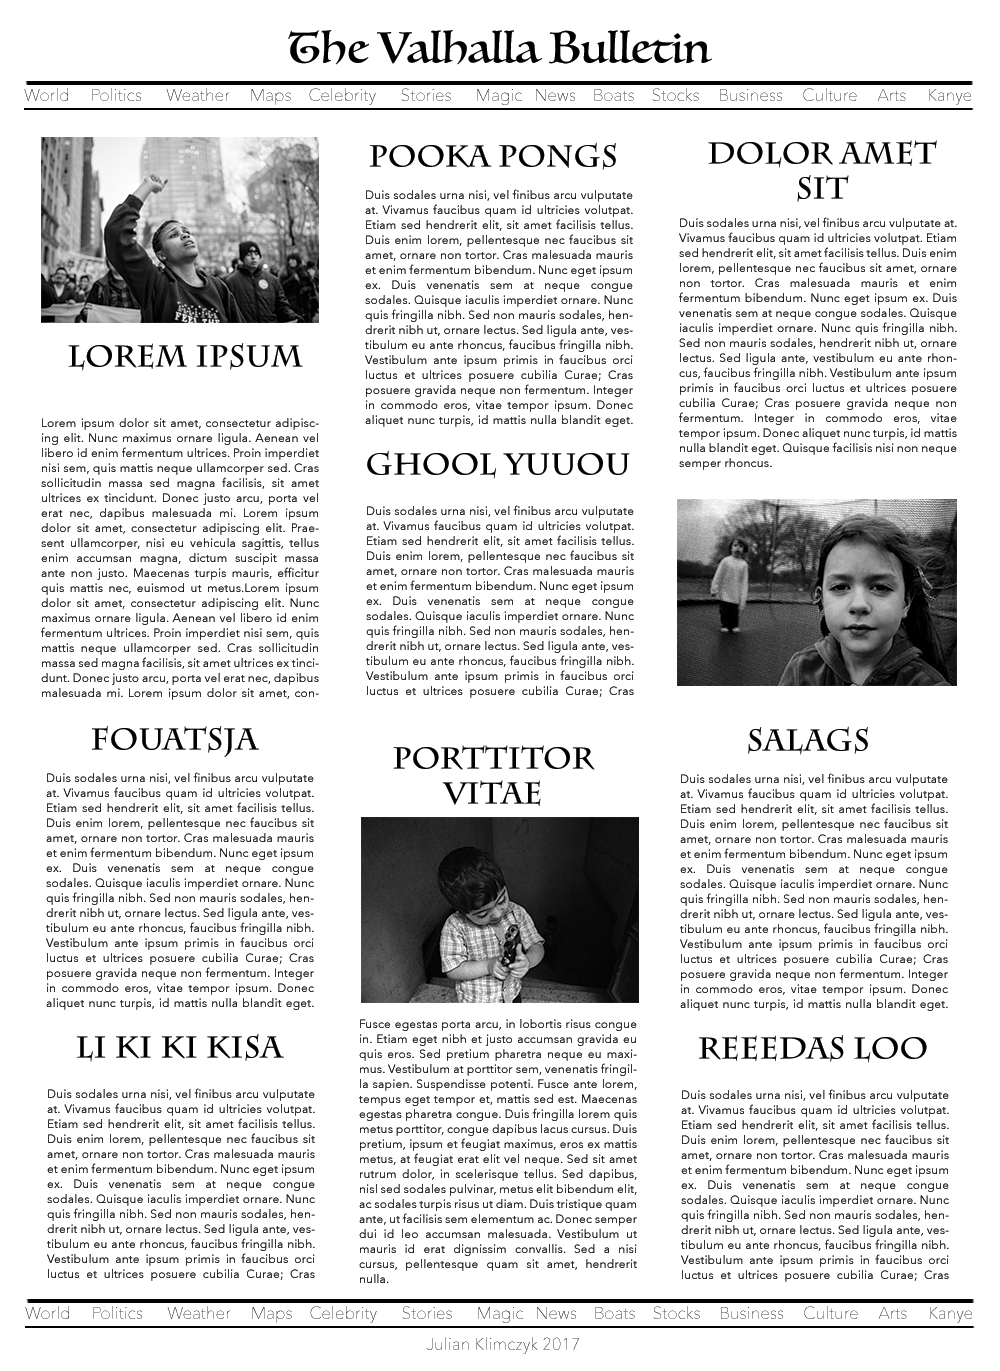 The Valhalla Bulletin
World Politics Weather Maps Celebrity Stories Magic News Boats Stocks Business Culture Arts Kanye
LOREM IPSUM
Lorem ipsum dolor sit amet, consectetur adipisc-
ing elit. Nunc maximus ornare ligula. Aenean vel
libero id enim fermentum ultrices. Proin imperdiet
nisi sem, quis mattis neque ullamcorper sed. Cras
sollicitudin massa sed magna facilisis, sit amet
ultrices ex tincidunt. Donec justo arcu, porta vel
erat nec, dapibus malesuada mi. Lorem ipsum
dolor sit amet, consectetur adipiscing elit. Prae-
sent ullamcorper, nisi eu vehicula sagittis, tellus
enim accumsan magna, dictum suscipit massa
ante non justo. Maecenas turpis mauris, efficitur
quis mattis nec, euismod ut metus.Lorem ipsum
dolor sit amet, consectetur adipiscing elit. Nunc
maximus ornare ligula. Aenean vel libero id enim
fermentum ultrices. Proin imperdiet nisi sem, quis
mattis neque ullamcorper sed. Cras sollicitudin
massa sed magna facilisis, sit amet ultrices ex tinci-
dunt. Donec justo arcu, porta vel erat nec, dapibus
malesuada mi. Lorem ipsum dolor sit amet, con-
FOUATSJA
Duis sodales urna nisi, vel finibus arcu vulputate
at. Vivamus faucibus quam id ultricies volutpat.
Etiam sed hendrerit elit, sit amet facilisis tellus.
Duis enim lorem, pellentesque nec faucibus sit
amet, ornare non tortor. Cras malesuada mauris
et enim fermentum bibendum. Nunc eget ipsum
ex. Duis venenatis sem at neque congue
sodales. Quisque iaculis imperdiet ornare. Nunc
quis fringilla nibh. Sed non mauris sodales, hen-
drerit nibh ut, ornare lectus. Sed ligula ante, ves-
tibulum eu ante rhoncus, faucibus fringilla nibh.
Vestibulum ante ipsum primis in faucibus orci
luctus et ultrices posuere cubilia Curae; Cras
posuere gravida neque non fermentum. Integer
in commodo eros, vitae tempor ipsum. Donec
aliquet nunc turpis, id mattis nulla blandit eget.
LI KI KI KISA
Duis sodales urna nisi, vel finibus arcu vulputate
at. Vivamus faucibus quam id ultricies volutpat.
Etiam sed hendrerit elit, sit amet facilisis tellus.
Duis enim lorem, pellentesque nec faucibus sit
amet, ornare non tortor. Cras malesuada mauris
et enim fermentum bibendum. Nunc eget ipsum
ex. Duis venenatis sem at neque congue
sodales. Quisque iaculis imperdiet ornare. Nunc
quis fringilla nibh. Sed non mauris sodales, hen-
drerit nibh ut, ornare lectus. Sed ligula ante, ves-
tibulum eu ante rhoncus, faucibus fringilla nibh.
Vestibulum ante ipsum primis in faucibus orci
luctus et ultrices posuere cubilia Curae; Cras
POOKA PONGS
Duis sodales urna nisi, vel finibus arcu vulputate
at. Vivamus faucibus quam id ultricies volutpat.
Etiam sed hendrerit elit, sit amet facilisis tellus.
Duis enim lorem, pellentesque nec faucibus sit
amet, ornare non tortor. Cras malesuada mauris
et enim fermentum bibendum. Nunc eget ipsum
ex. Duis venenatis sem at neque congue
sodales. Quisque iaculis imperdiet ornare. Nunc
quis fringilla nibh. Sed non mauris sodales, hen-
drerit nibh ut, ornare lectus. Sed ligula ante, ves-
tibulum eu ante rhoncus, faucibus fringilla nibh.
Vestibulum ante ipsum primis in faucibus orci
luctus et ultrices posuere cubilia Curae; Cras
posuere gravida neque non fermentum. Integer
in commodo eros, vitae tempor ipsum. Donec
aliquet nunc turpis, id mattis nulla blandit eget.
GHOOL YUUOU
Duis sodales urna nisi, vel finibus arcu vulputate
at. Vivamus faucibus quam id ultricies volutpat.
Etiam sed hendrerit elit, sit amet facilisis tellus.
Duis enim lorem, pellentesque nec faucibus sit
amet, ornare non tortor. Cras malesuada mauris
et enim fermentum bibendum. Nunc eget ipsum
ex. Duis venenatis sem at neque congue
sodales. Quisque iaculis imperdiet ornare. Nunc
quis fringilla nibh. Sed non mauris sodales, hen-
drerit nibh ut, ornare lectus. Sed ligula ante, ves-
tibulum eu ante rhoncus, faucibus fringilla nibh.
Vestibulum ante ipsum primis in faucibus orci
luctus et ultrices posuere cubilia Curae; Cras
PORTTITOR
VITAE
Fusce egestas porta arcu, in lobortis risus congue
in. Etiam eget nibh et justo accumsan gravida eu
quis eros. Sed pretium pharetra neque eu maxi-
mus. Vestibulum at porttitor sem, venenatis fringil-
la sapien. Suspendisse potenti. Fusce ante lorem,
tempus eget tempor et, mattis sed est. Maecenas
egestas pharetra congue. Duis fringilla lorem quis
metus porttitor, congue dapibus lacus cursus. Duis
pretium, ipsum et feugiat maximus, eros ex mattis
metus, at feugiat erat elit vel neque. Sed sit amet
rutrum dolor, in scelerisque tellus. Sed dapibus,
nisl sed sodales pulvinar, metus elit bibendum elit,
ac sodales turpis risus ut diam. Duis tristique quam
ante, ut facilisis sem elementum ac. Donec semper
dui id leo accumsan malesuada. Vestibulum ut
mauris id erat dignissim convallis. Sed a nisi
cursus, pellentesque quam sit amet, hendrerit
nulla.
DOLOR AMET
SIT
Duis sodales urna nisi, vel finibus arcu vulputate at.
Vivamus faucibus quam id ultricies volutpat. Etiam
sed hendrerit elit, sit amet facilisis tellus. Duis enim
lorem, pellentesque nec faucibus sit amet, ornare
non tortor. Cras malesuada mauris et enim
fermentum bibendum. Nunc eget ipsum ex. Duis
venenatis sem at neque congue sodales. Quisque
iaculis imperdiet ornare. Nunc quis fringilla nibh.
Sed non mauris sodales, hendrerit nibh ut, ornare
lectus. Sed ligula ante, vestibulum eu ante rhon-
cus, faucibus fringilla nibh. Vestibulum ante ipsum
primis in faucibus orci luctus et ultrices posuere
cubilia Curae; Cras posuere gravida neque non
fermentum. Integer in commodo eros, vitae
tempor ipsum. Donec aliquet nunc turpis, id mattis
nulla blandit eget. Quisque facilisis nisi non neque
semper rhoncus.
SALAGS
Duis sodales urna nisi, vel finibus arcu vulputate
at. Vivamus faucibus quam id ultricies volutpat.
Etiam sed hendrerit elit, sit amet facilisis tellus.
Duis enim lorem, pellentesque nec faucibus sit
amet, ornare non tortor. Cras malesuada mauris
et enim fermentum bibendum. Nunc eget ipsum
ex. Duis venenatis sem at neque congue
sodales. Quisque iaculis imperdiet ornare. Nunc
quis fringilla nibh. Sed non mauris sodales, hen-
drerit nibh ut, ornare lectus. Sed ligula ante, ves-
tibulum eu ante rhoncus, faucibus fringilla nibh.
Vestibulum ante ipsum primis in faucibus orci
luctus et ultrices posuere cubilia Curae; Cras
posuere gravida neque non fermentum. Integer
in commodo eros, vitae tempor ipsum. Donec
aliquet nunc turpis, id mattis nulla blandit eget.
REEEDAS LOO
Duis sodales urna nisi, vel finibus arcu vulputate
at. Vivamus faucibus quam id ultricies volutpat.
Etiam sed hendrerit elit, sit amet facilisis tellus.
Duis enim lorem, pellentesque nec faucibus sit
amet, ornare non tortor. Cras malesuada mauris
et enim fermentum bibendum. Nunc eget ipsum
ex. Duis venenatis sem at neque congue
sodales. Quisque iaculis imperdiet ornare. Nunc
quis fringilla nibh. Sed non mauris sodales, hen-
drerit nibh ut, ornare lectus. Sed ligula ante, ves-
tibulum eu ante rhoncus, faucibus fringilla nibh.
Vestibulum ante ipsum primis in faucibus orci
luctus et ultrices posuere cubilia Curae; Cras
World Politics Weather Maps Celebrity Stories Magic News Boats Stocks Business Culture Arts Kanye
Julian Klimczyk 2017